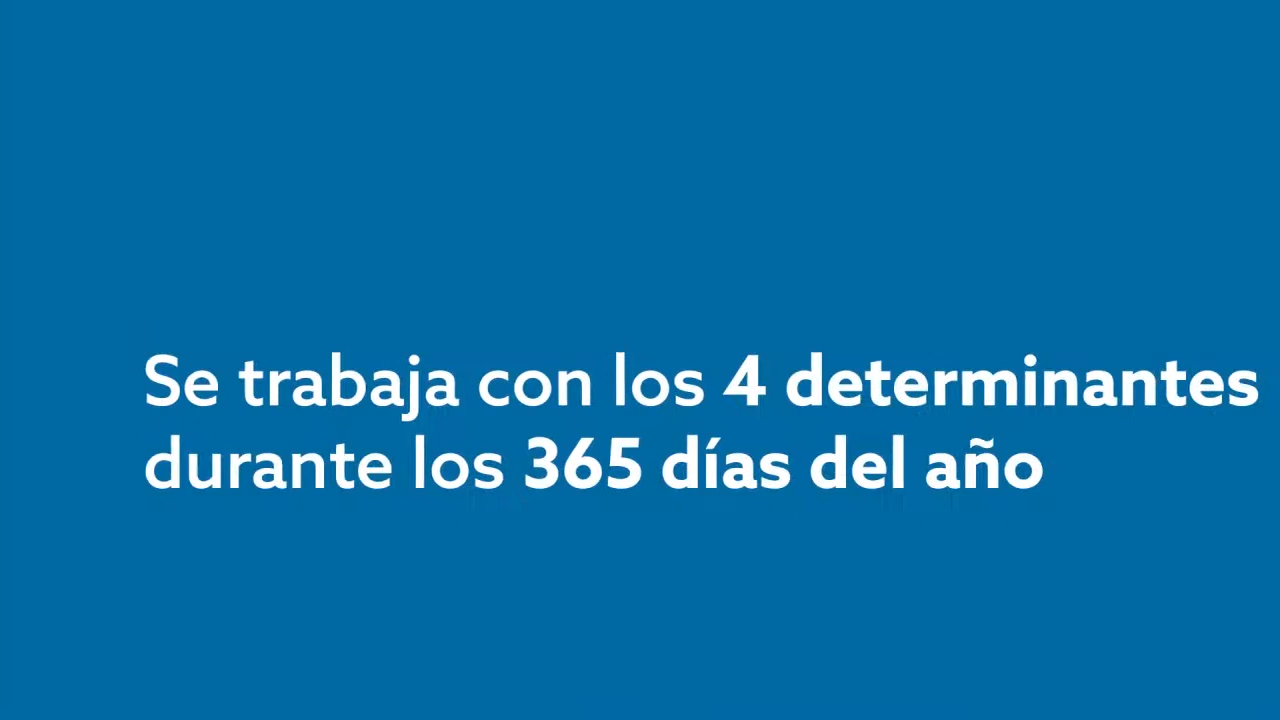 Se trabaja con los 4 determinantes
durante los 365 días del año